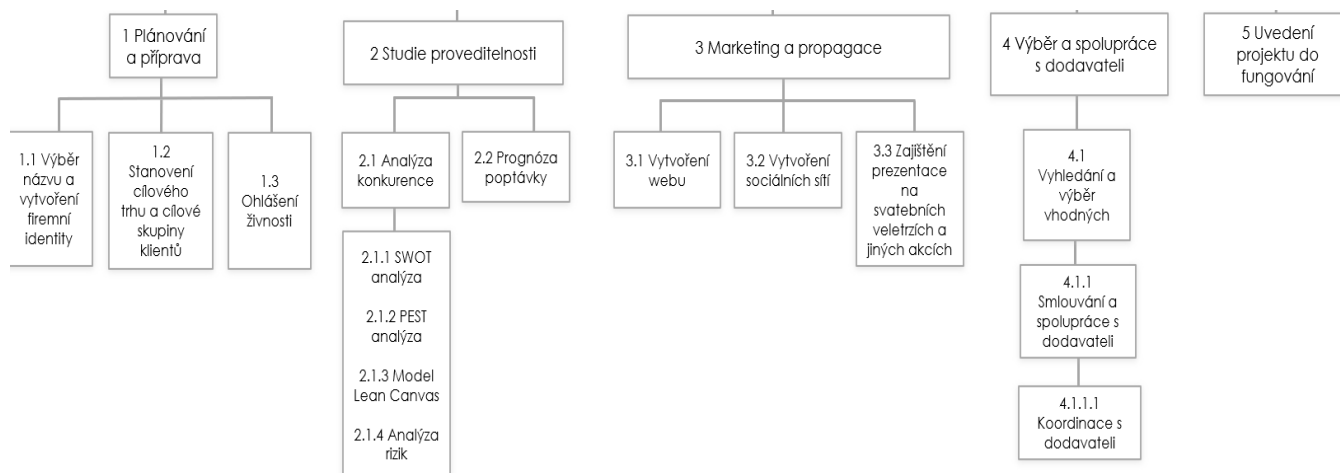 1 Plánování
a příprava
2 Studie proveditelnosti
3 Marketing a propagace
4 Výběr a spolupráce
s dodavateli
5 Uvedení
projektu do
fungování
1.1 Výběr
názvu a
vytvoření
firemní
identity
1.2
Stanovení
cílového
trhu a cílové
skupiny
klientů
1.3
Ohlášení
živnosti
2.1 Analýza
konkurence
2.2 Prognóza
poptávky
3.1 Vytvoření
webu
3.2 Vytvoření
sociálních sítí
3.3 Zajištění
prezentace
na
svatebních
veletrzích a
jiných akcích
4.1
Vyhledání a
výběr
vhodných
2.1.1 SWOT
analýza
2.1.2 PEST
analýza
2.1.3 Model
Lean Canvas
2.1.4 Analýza
rizik
4.1.1
Smlouvání a
spolupráce s
dodavateli
4.1.1.1
Koordinace s
dodavateli